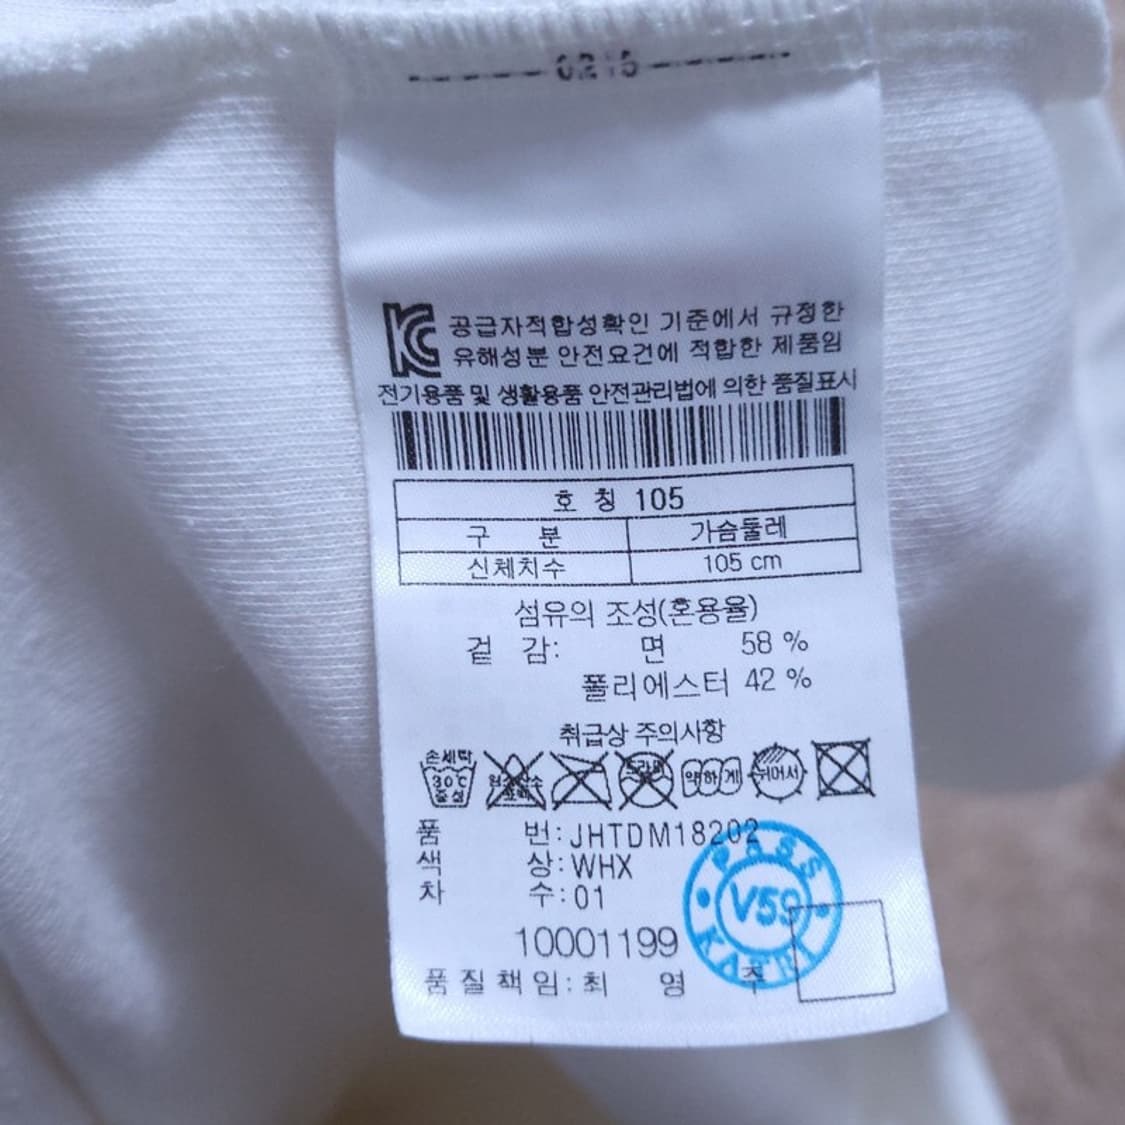 0215
KC 공급자적합성확인 기준에서 규정한
유해성분 안전요건에 적합한 제품임
전기용품 및 생활용품 안전관리법에 의한 품질표시
호 칭 105
구 분 가슴둘레
신체치수 105 cm
섬유의 조성(혼용율)
겉 감: 면 58 %
폴리에스터 42 %
취급상 주의사항
손세탁
30℃
중성
약하게
뉘어서
품 번: JHTDM18202
색 상: WHX
차 수: 01
10001199
품질책임: 최 영 주
PASS
V59
KATRI